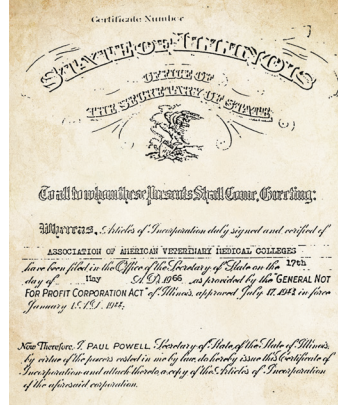 Certificate Number
STATE OF ILLINOIS
OFFICE OF
THE SECRETARY OF STATE
To all to whom these Presents Shall Come, Greeting:
Whereas, Articles of Incorporation duly signed and verified of
ASSOCIATION OF AMERICAN VETERINARY MEDICAL COLLEGES
have been filed in the Office of the Secretary of State on the 17th
day of May A.D. 1966 as provided by the "GENERAL NOT
FOR PROFIT CORPORATION ACT" of Illinois, approved July 17, 1943 in force
January 1, A.D. 1944;
Now Therefore, I, PAUL POWELL, Secretary of State, of the State of Illinois,
by virtue of the powers vested in me by law, do hereby issue this Certificate of
Incorporation and attach thereto a copy of the Articles of Incorporation
of the aforesaid corporation.